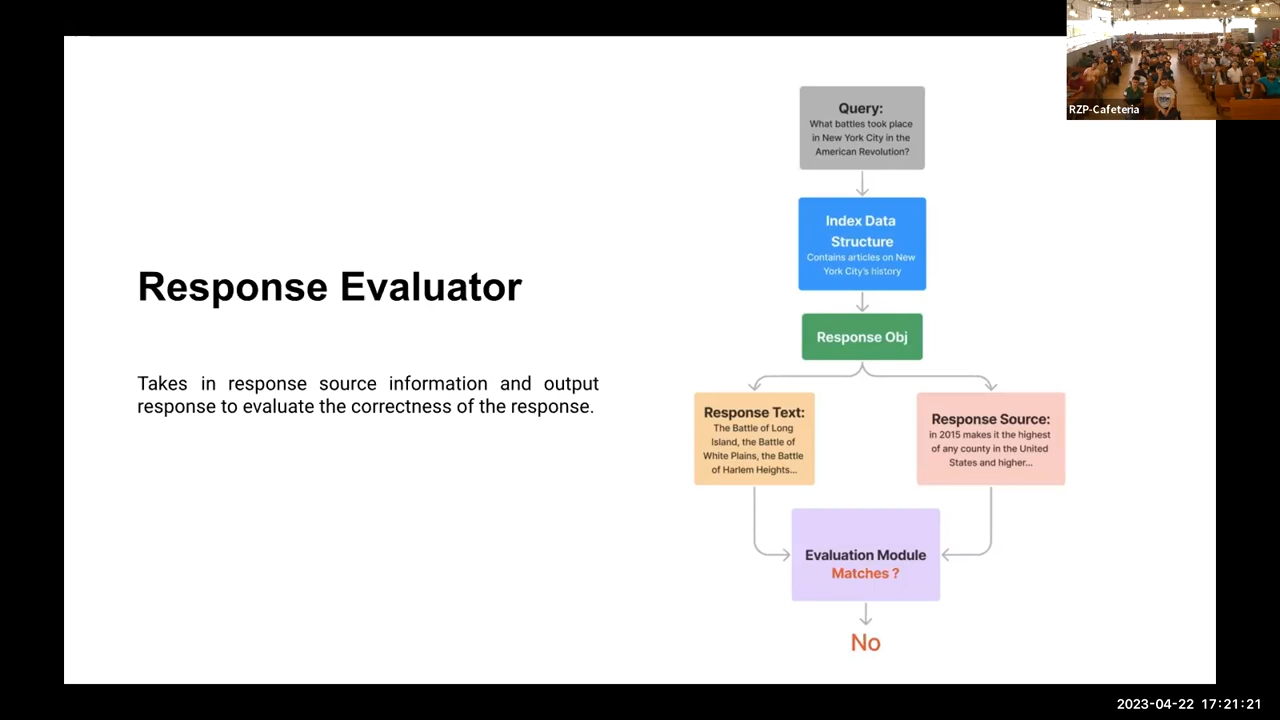 RZP-Cafeteria
Response Evaluator
Takes in response source information and output
response to evaluate the correctness of the response.
Query:
What battles took place
in New York City in the
American Revolution?
Index Data
Structure
Contains articles on New
York City's history
Response Obj
Response Text:
The Battle of Long
Island, the Battle of
White Plains, the Battle
of Harlem Heights...
Response Source:
in 2015 makes it the highest
of any county in the United
States and higher...
Evaluation Module
Matches ?
No
2023-04-22 17:21:21